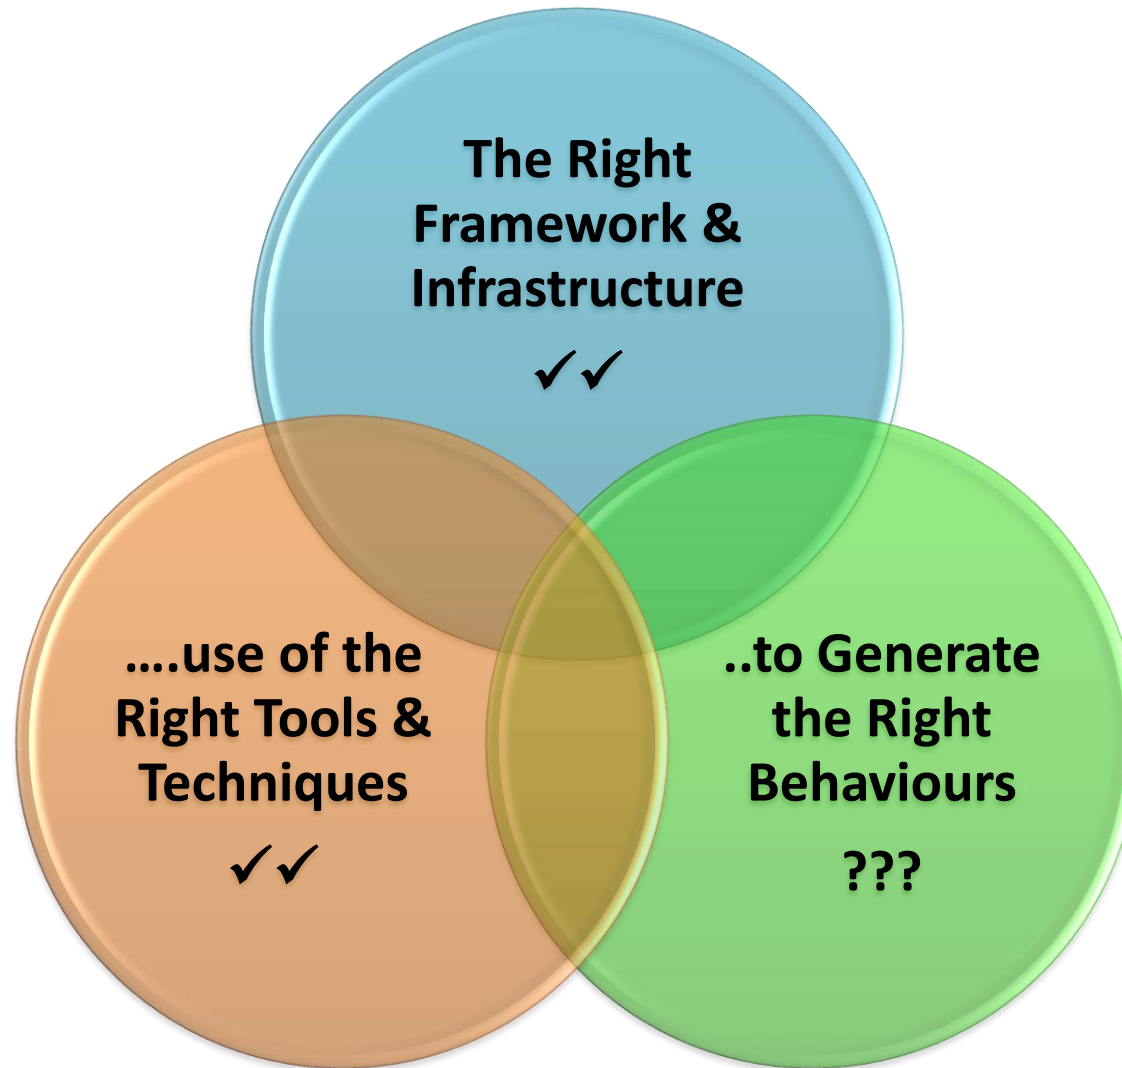 The Right
Framework &
Infrastructure
✓✓
....use of the
Right Tools &
Techniques
✓✓
..to Generate
the Right
Behaviours
???